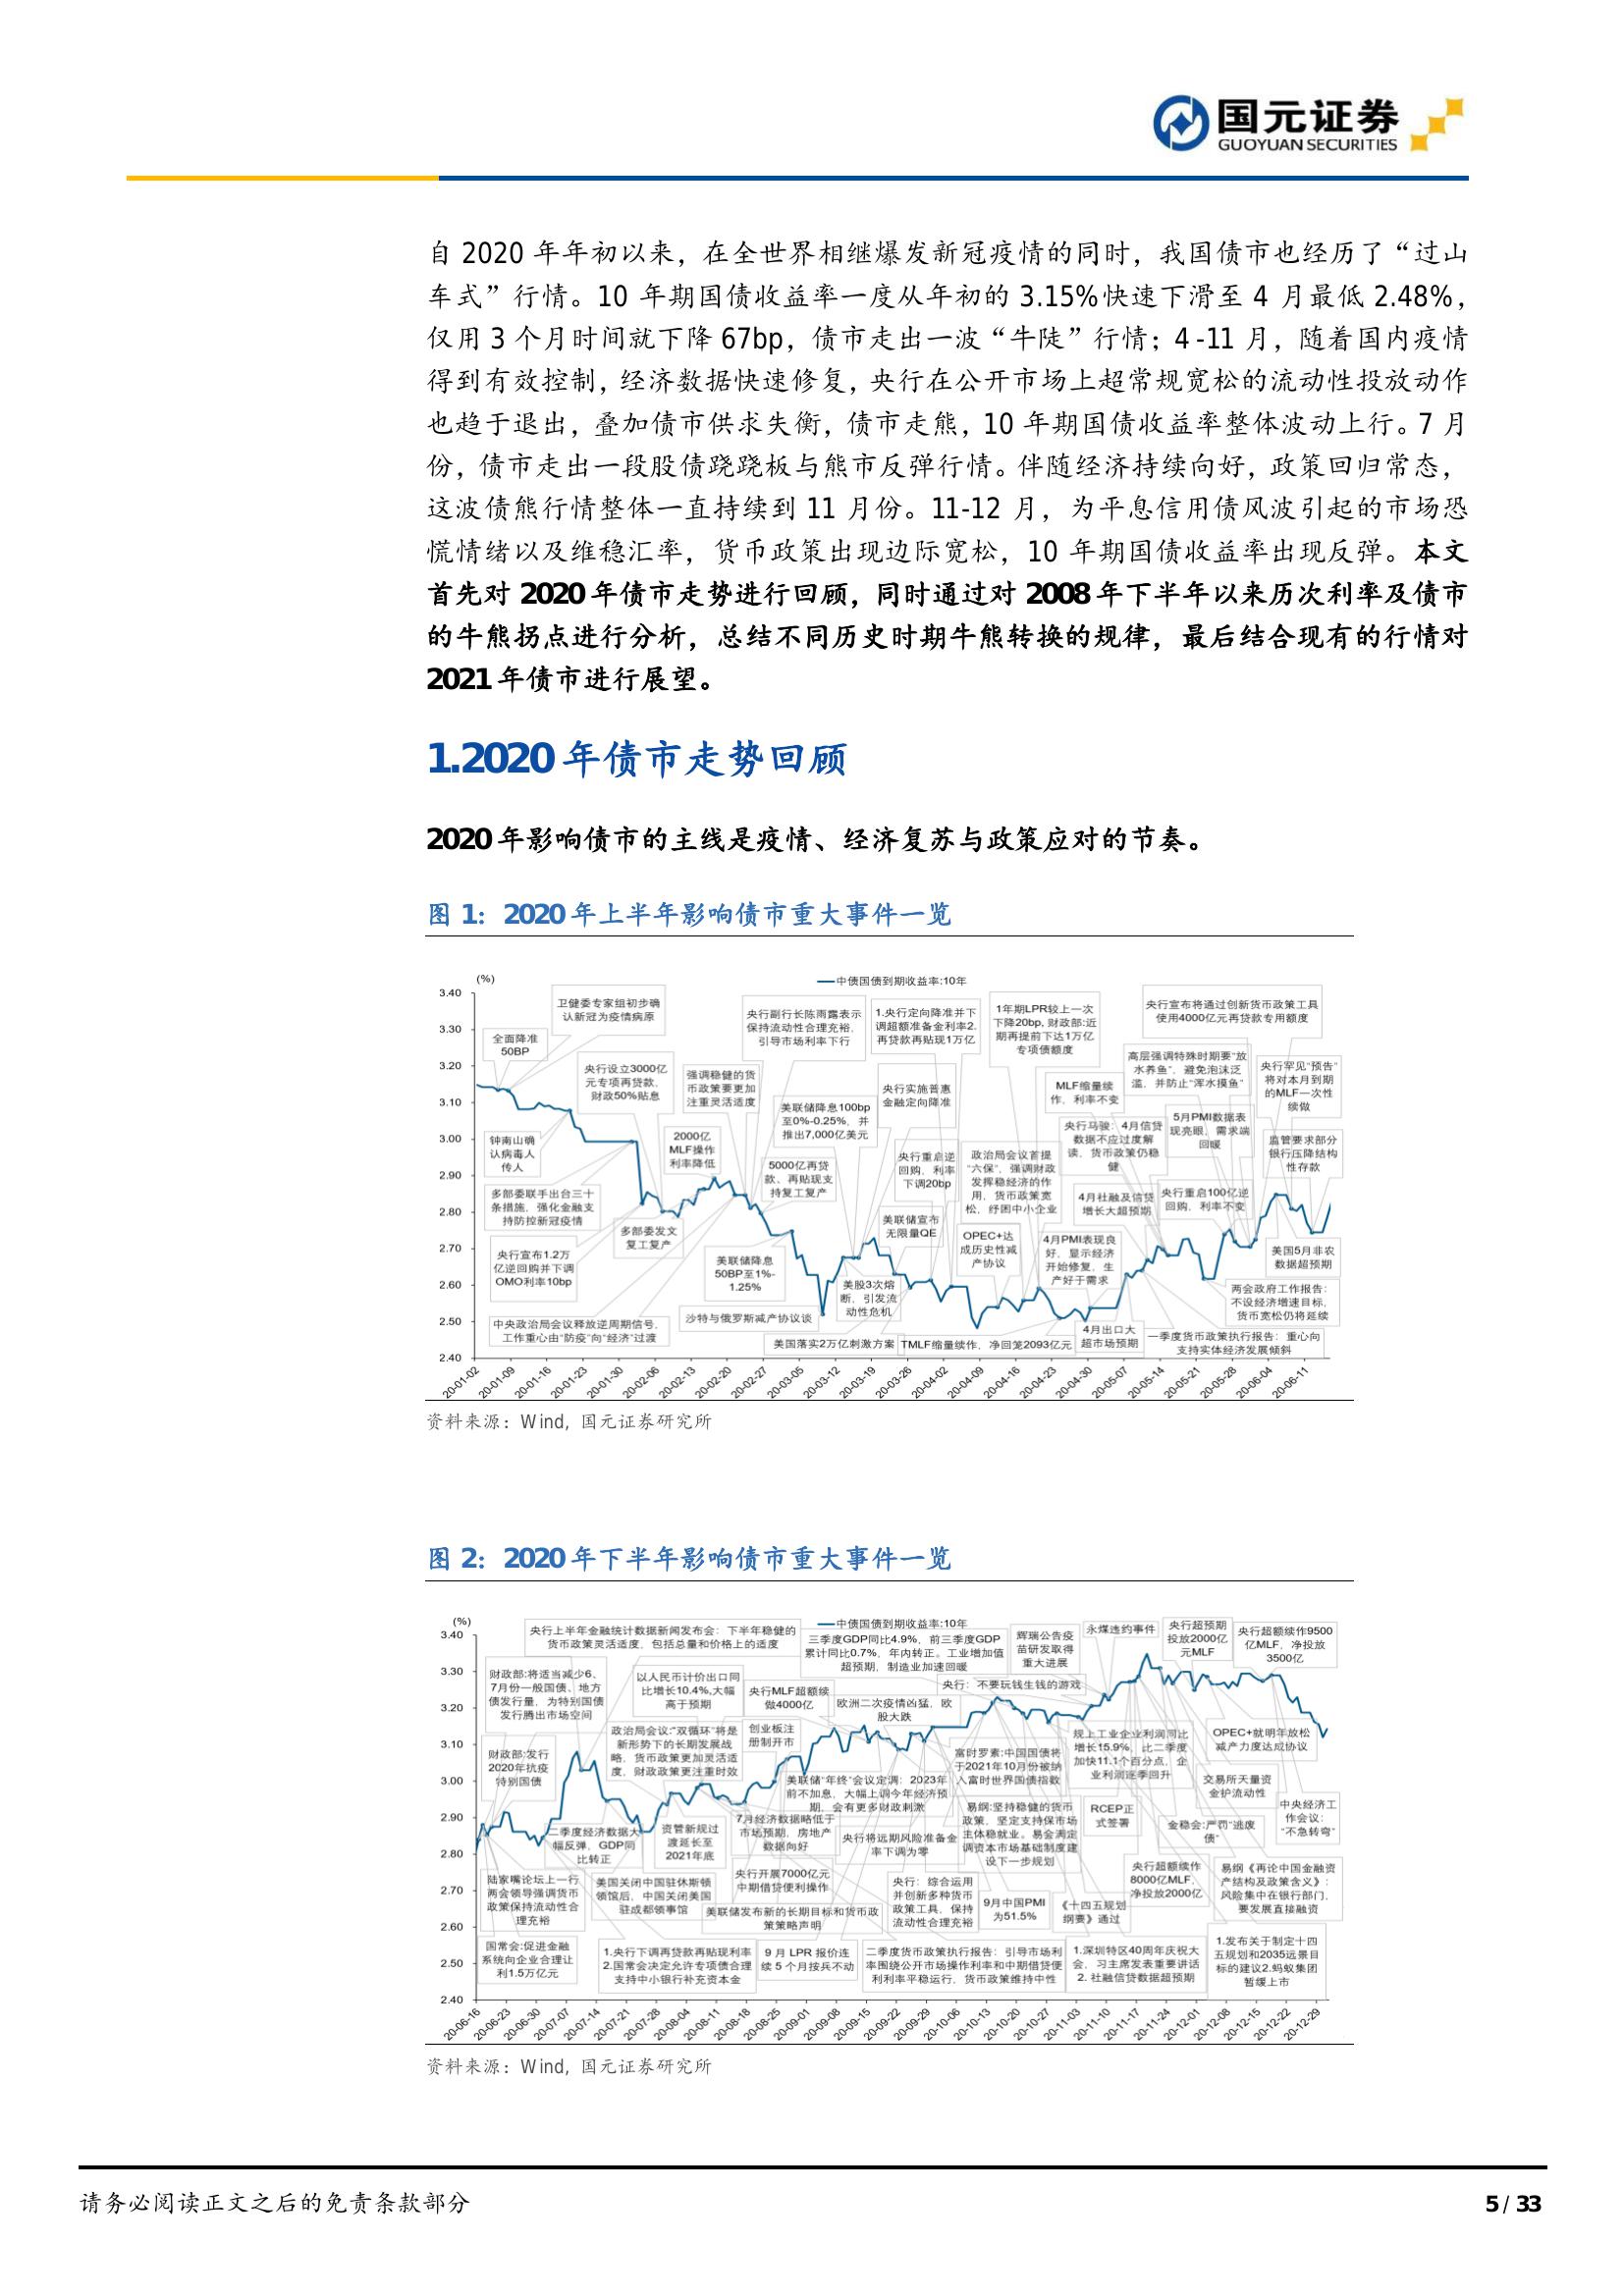 国元证券
GUOYUAN SECURITIES
自 2020 年年初以来，在全世界相继爆发新冠疫情的同时，我国债市也经历了“过山
车式”行情。10 年期国债收益率一度从年初的 3.15%快速下滑至 4 月最低 2.48%，
仅用 3 个月时间就下降 67bp，债市走出一波“牛陡”行情；4-11 月，随着国内疫情
得到有效控制，经济数据快速修复，央行在公开市场上超常规宽松的流动性投放动作
也趋于退出，叠加债市供求失衡，债市走熊，10 年期国债收益率整体波动上行。7 月
份，债市走出一段股债跷跷板与熊市反弹行情。伴随经济持续向好，政策回归常态，
这波债熊行情整体一直持续到 11 月份。11-12 月，为平息信用债风波引起的市场恐
慌情绪以及维稳汇率，货币政策出现边际宽松，10 年期国债收益率出现反弹。本文
首先对 2020 年债市走势进行回顾，同时通过对 2008 年下半年以来历次利率及债市
的牛熊拐点进行分析，总结不同历史时期牛熊转换的规律，最后结合现有的行情对
2021 年债市进行展望。
1.2020 年债市走势回顾
2020 年影响债市的主线是疫情、经济复苏与政策应对的节奏。
图 1：2020 年上半年影响债市重大事件一览
(%)
中债国债到期收益率:10年
3.40
3.30
3.20
3.10
3.00
2.90
2.80
2.70
2.60
2.50
2.40
卫健委专家组初步确
认新冠为疫情病原
全面降准
50BP
央行设立3000亿
元专项再贷款、
财政50%贴息
强调稳健的货
币政策要更加
注重灵活适度
央行副行长陈雨露表示
保持流动性合理充裕，
引导市场利率下行
1.央行定向降准并下
调超额准备金利率2.
再贷款再贴现1万亿
1年期LPR较上一次
下降20bp, 财政部:近
期再提前下达1万亿
专项债额度
央行宣布将通过创新货币政策工具
使用4000亿元再贷款专用额度
高层强调特殊时期要“放
水养鱼”，避免泡沫泛
滥，并防止“浑水摸鱼”
央行罕见“预告”
将对本月到期
的MLF一次性
续做
MLF缩量续
作，利率不变
央行实施普惠
金融定向降准
美联储降息100bp
至0%-0.25%，并
推出7,000亿美元
5月PMI数据表
现亮眼，需求端
回暖
央行马骏：4月信贷
数据不应过度解
读，货币政策仍稳
健
监管要求部分
银行压降结构
性存款
钟南山确
认病毒人
传人
2000亿
MLF操作
利率降低
5000亿再贷
款、再贴现支
持复工复产
央行重启逆
回购，利率
下调20bp
政治局会议首提
“六保”，强调财政
发挥稳经济的作
用，货币政策宽
松，纾困中小企业
4月社融及信贷
增长大超预期
央行重启100亿逆
回购，利率不变
多部委联手出台三十
条措施，强化金融支
持防控新冠疫情
多部委发文
复工复产
美联储宣布
无限量QE
OPEC+达
成历史性减
产协议
4月PMI表现良
好，显示经济
开始修复，生
产好于需求
美国5月非农
数据超预期
央行宣布1.2万
亿逆回购并下调
OMO利率10bp
美联储降息
50BP至1%-
1.25%
美股3次熔
断，引发流
动性危机
两会政府工作报告：
不设经济增速目标，
货币宽松仍将延续
中央政治局会议释放逆周期信号，
工作重心由“防疫”向“经济”过渡
沙特与俄罗斯减产协议谈
美国落实2万亿刺激方案
TMLF缩量续作，净回笼2093亿元
4月出口大
超市场预期
一季度货币政策执行报告：重心向
支持实体经济发展倾斜
20-01-02
20-01-09
20-01-16
20-01-23
20-01-30
20-02-06
20-02-13
20-02-20
20-02-27
20-03-05
20-03-12
20-03-19
20-03-26
20-04-02
20-04-09
20-04-16
20-04-23
20-04-30
20-05-07
20-05-14
20-05-21
20-05-28
20-06-04
20-06-11
资料来源：Wind，国元证券研究所
图 2：2020 年下半年影响债市重大事件一览
(%)
中债国债到期收益率:10年
3.40
3.30
3.20
3.10
3.00
2.90
2.80
2.70
2.60
2.50
2.40
央行上半年金融统计数据新闻发布会：下半年稳健的
货币政策灵活适度，包括总量和价格上的适度
三季度GDP同比4.9%，前三季度GDP
累计同比0.7%，年内转正。工业增加值
超预期，制造业加速回暖
辉瑞公告疫
苗研发取得
重大进展
永煤违约事件
央行超预期
投放2000亿
元MLF
央行超额续作9500
亿MLF，净投放
3500亿
财政部:将适当减少6、
7月份一般国债、地方
债发行量，为特别国债
发行腾出市场空间
以人民币计价出口同
比增长10.4%,大幅
高于预期
央行MLF超额续
做4000亿
欧洲二次疫情凶猛，欧
股大跌
央行：不要玩钱生钱的游戏
政治局会议:“双循环”将是
新形势下的长期发展战
略，货币政策更加灵活适
度，财政政策更注重时效
创业板注
册制开市
规上工业企业利润同比
增长15.9%，比二季度
加快11.1个百分点，企
业利润逐季回升
OPEC+就明年放松
减产力度达成协议
财政部:发行
2020年抗疫
特别国债
美联储“年终”会议定调：2023年
前不加息，大幅上调今年经济预
期，会有更多财政刺激
富时罗素:中国国债将
于2021年10月份被纳
入富时世界国债指数
交易所天量资
金护流动性
中央经济工
作会议：
“不急转弯”
二季度经济数据大
幅反弹，GDP同
比转正
资管新规过
渡延长至
2021年底
7月经济数据略低于
市场预期，房地产
数据向好
央行将远期风险准备金
率下调为零
易纲:坚持稳健的货币
政策，坚定支持保市场
主体稳就业。易会满定
调资本市场基础制度建
设下一步规划
RCEP正
式签署
金稳会:严罚“逃废
债”
陆家嘴论坛上一行
两会领导强调货币
政策保持流动性合
理充裕
美国关闭中国驻休斯顿
领馆后，中国关闭美国
驻成都领事馆
央行开展7000亿元
中期借贷便利操作
美联储发布新的长期目标和货币政
策策略声明
央行：综合运用
并创新多种货币
政策工具，保持
流动性合理充裕
9月中国PMI
为51.5%
《十四五规划
纲要》通过
央行超额续作
8000亿MLF,
净投放2000亿
易纲《再论中国金融资
产结构及政策含义》:
风险集中在银行部门，
要发展直接融资
国常会:促进金融
系统向企业合理让
利1.5万亿元
1.央行下调再贷款再贴现利率
2.国常会决定允许专项债合理
支持中小银行补充资本金
9 月 LPR 报价连
续 5 个月按兵不动
二季度货币政策执行报告：引导市场利
率围绕公开市场操作利率和中期借贷便
利利率平稳运行，货币政策维持中性
1.深圳特区40周年庆祝大
会，习主席发表重要讲话
2. 社融信贷数据超预期
1.发布关于制定十四
五规划和2035远景目
标的建议2.蚂蚁集团
暂缓上市
20-06-16
20-06-23
20-06-30
20-07-07
20-07-14
20-07-21
20-07-28
20-08-04
20-08-11
20-08-18
20-08-25
20-09-01
20-09-08
20-09-15
20-09-22
20-09-29
20-10-06
20-10-13
20-10-20
20-10-27
20-11-03
20-11-10
20-11-17
20-11-24
20-12-01
20-12-08
20-12-15
20-12-22
20-12-29
资料来源：Wind，国元证券研究所
请务必阅读正文之后的免责条款部分
5 / 33